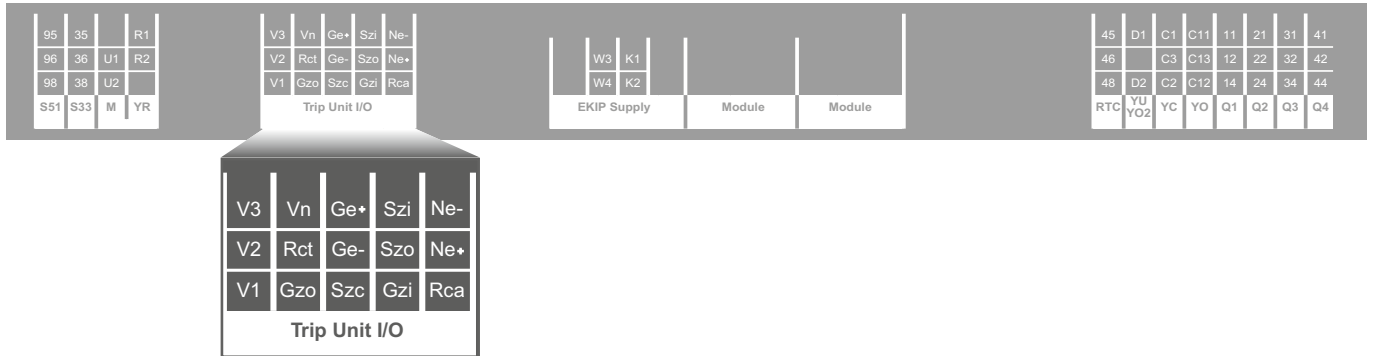 95 35 R1 V3 Vn Ge+ Szi Ne- 45 D1 C1 C11 11 21 31 41
96 36 U1 R2 V2 Rct Ge- Szo Ne+ W3 K1 46 C3 C13 12 22 32 42
98 38 U2 V1 Gzo Szc Gzi Rca W4 K2 48 D2 C2 C12 14 24 34 44
S51 S33 M YR Trip Unit I/O EKIP Supply Module Module RTC YU YO2 YC YO Q1 Q2 Q3 Q4
V3 Vn Ge+ Szi Ne-
V2 Rct Ge- Szo Ne+
V1 Gzo Szc Gzi Rca
Trip Unit I/O